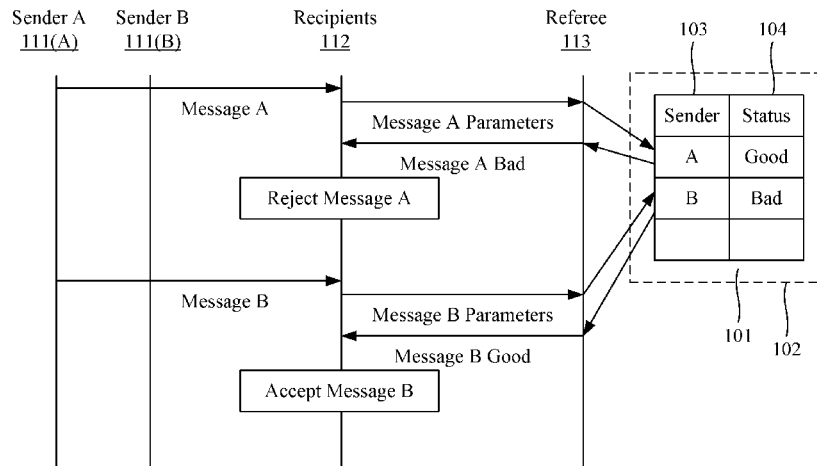 Sender A
111(A)
Sender B
111(B)
Recipients
112
Referee
113
103
104
Sender Status
A Good
B Bad
101
102
Message A
Message A Parameters
Message A Bad
Reject Message A
Message B
Message B Parameters
Message B Good
Accept Message B